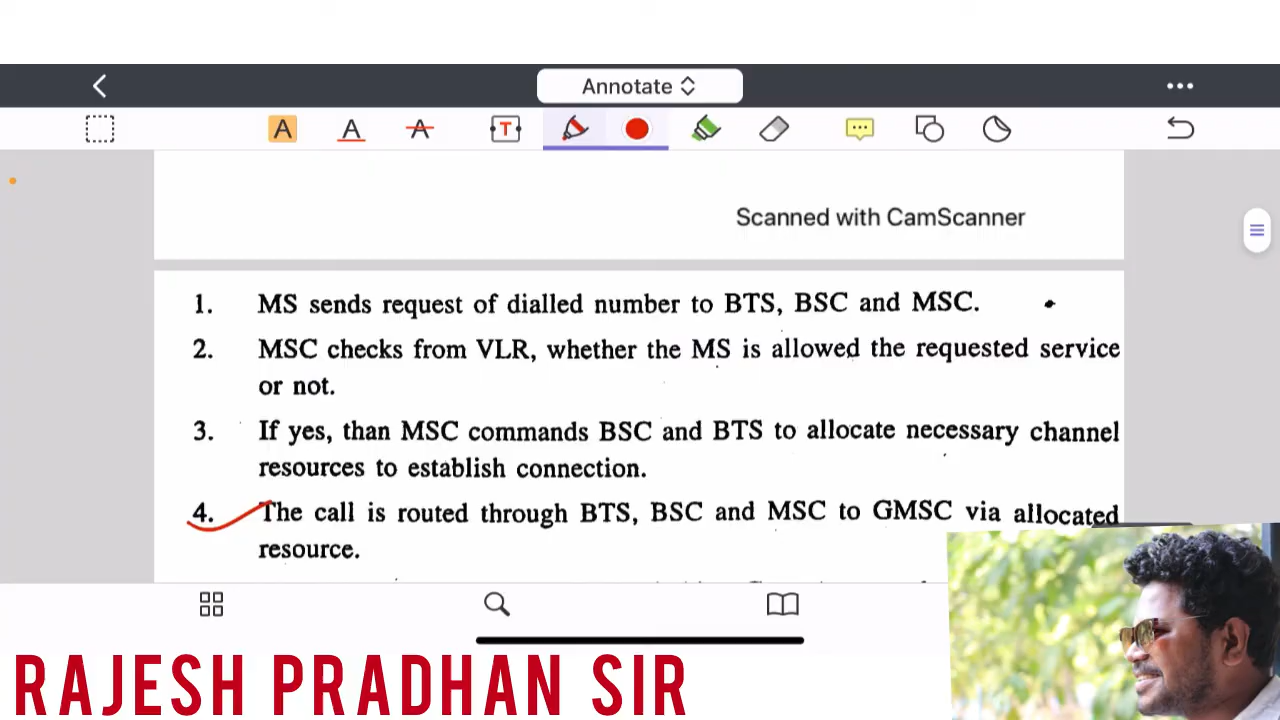 Annotate
A A A T
Scanned with CamScanner
1. MS sends request of dialled number to BTS, BSC and MSC.
2. MSC checks from VLR, whether the MS is allowed the requested service
or not.
3. If yes, than MSC commands BSC and BTS to allocate necessary channel
resources to establish connection.
4. The call is routed through BTS, BSC and MSC to GMSC via allocated
resource.
RAJESH PRADHAN SIR